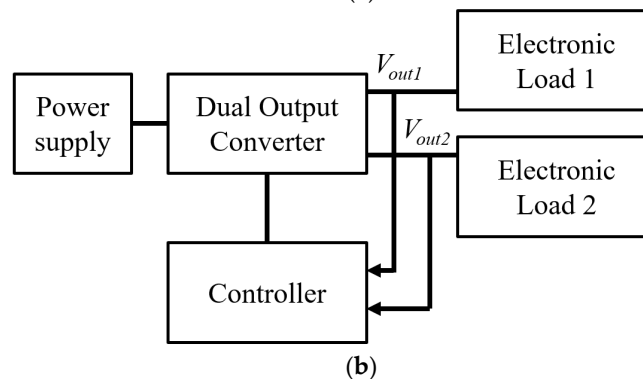 Power
supply
Dual Output
Converter
V_out1
Electronic
Load 1
V_out2
Electronic
Load 2
Controller
(b)